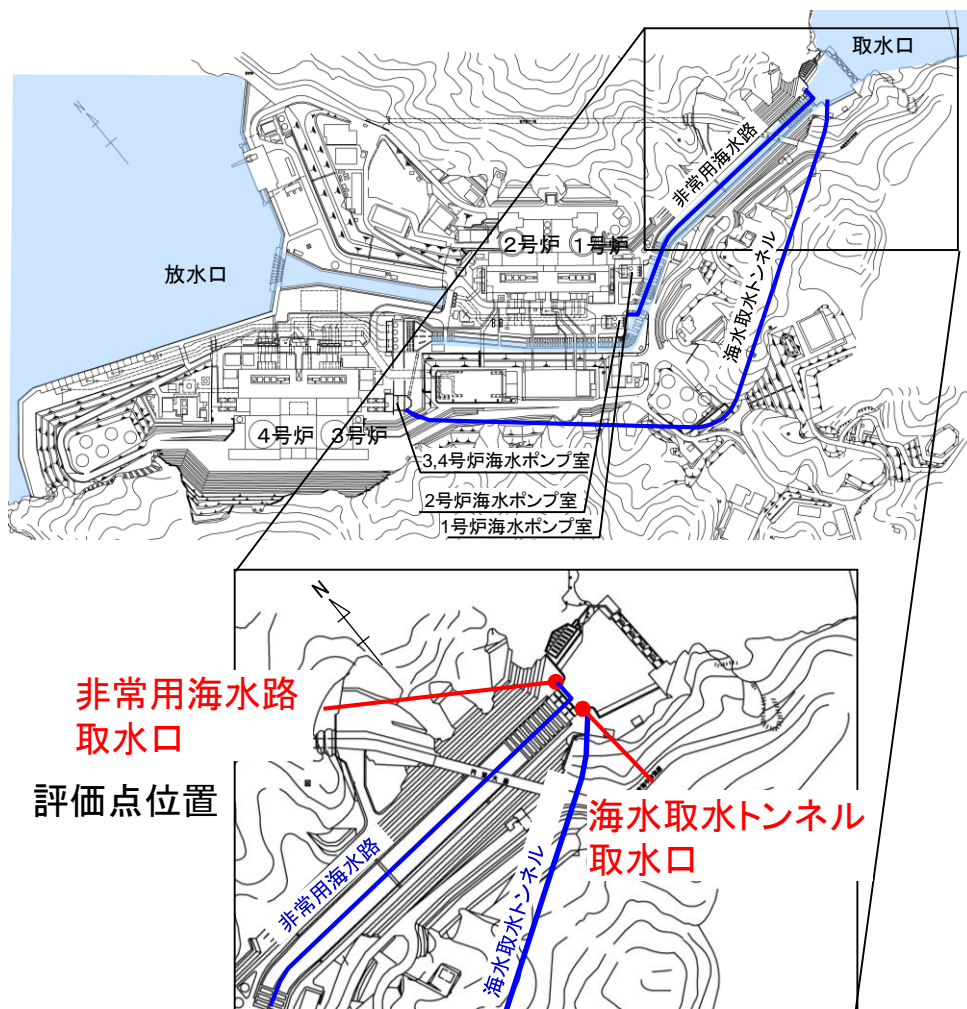 取水口
非常用海水路
2号炉
1号炉
放水口
海水取水トンネル
4号炉
3号炉
3,4号炉海水ポンプ室
2号炉海水ポンプ室
1号炉海水ポンプ室
N
非常用海水路
取水口
評価点位置
海水取水トンネル
取水口
非常用海水路
海水取水トンネル